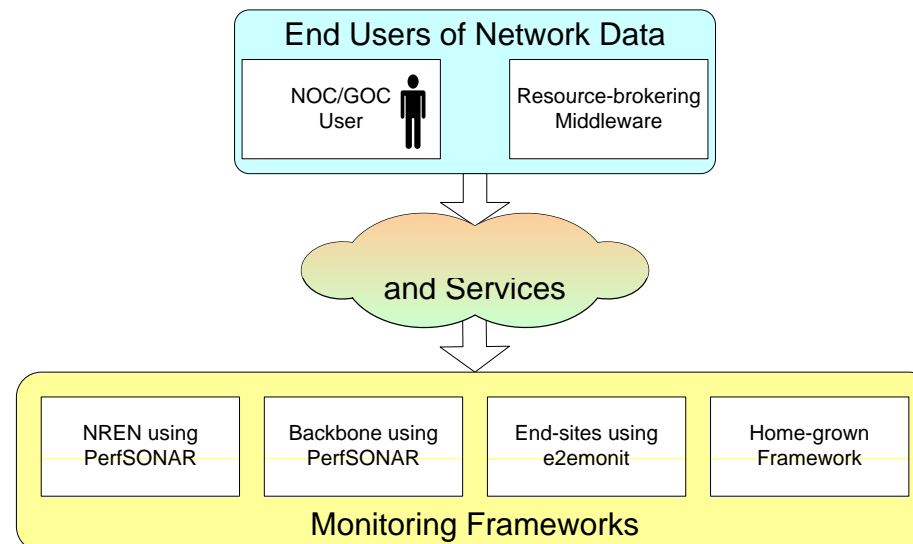 End Users of Network Data
NOC/GOC
User
Resource-brokering
Middleware
and Services
NREN using
PerfSONAR
Backbone using
PerfSONAR
End-sites using
e2emonit
Home-grown
Framework
Monitoring Frameworks